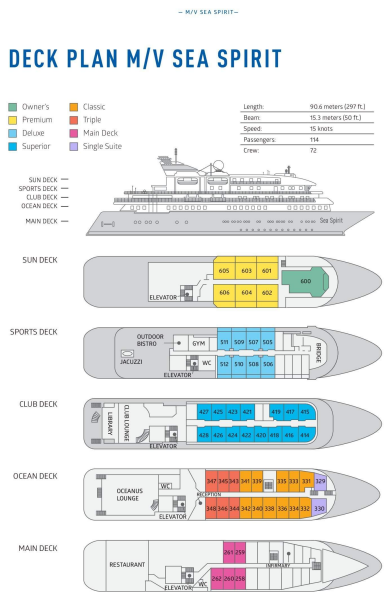 — M/V SEA SPIRIT—
DECK PLAN M/V SEA SPIRIT
Owner's
Premium
Deluxe
Superior
Classic
Triple
Main Deck
Single Suite
Length: 90.6 meters (297 ft.)
Beam: 15.3 meters (50 ft.)
Speed: 15 knots
Passengers: 114
Crew: 72
SUN DECK
SPORTS DECK
CLUB DECK
OCEAN DECK
MAIN DECK
Sea Spirit
SUN DECK
605 603 601
600
606 604 602
ELEVATOR
SPORTS DECK
OUTDOOR
BISTRO
GYM
511 509 507 505
JACUZZI
WC
512 510 508 506
ELEVATOR
BRIDGE
CLUB DECK
LIBRARY
CLUB LOUNGE
427 425 423 421 419 417 415
428 426 424 422 420 418 416 414
ELEVATOR
OCEAN DECK
OCEANUS
LOUNGE
WC
RECEPTION
347 345 343 341 339 335 333 331 329
348 346 344 342 340 338 336 334 332 330
ELEVATOR
MAIN DECK
RESTAURANT
261 259
INFIRMARY
262 260 258
ELEVATOR
WC